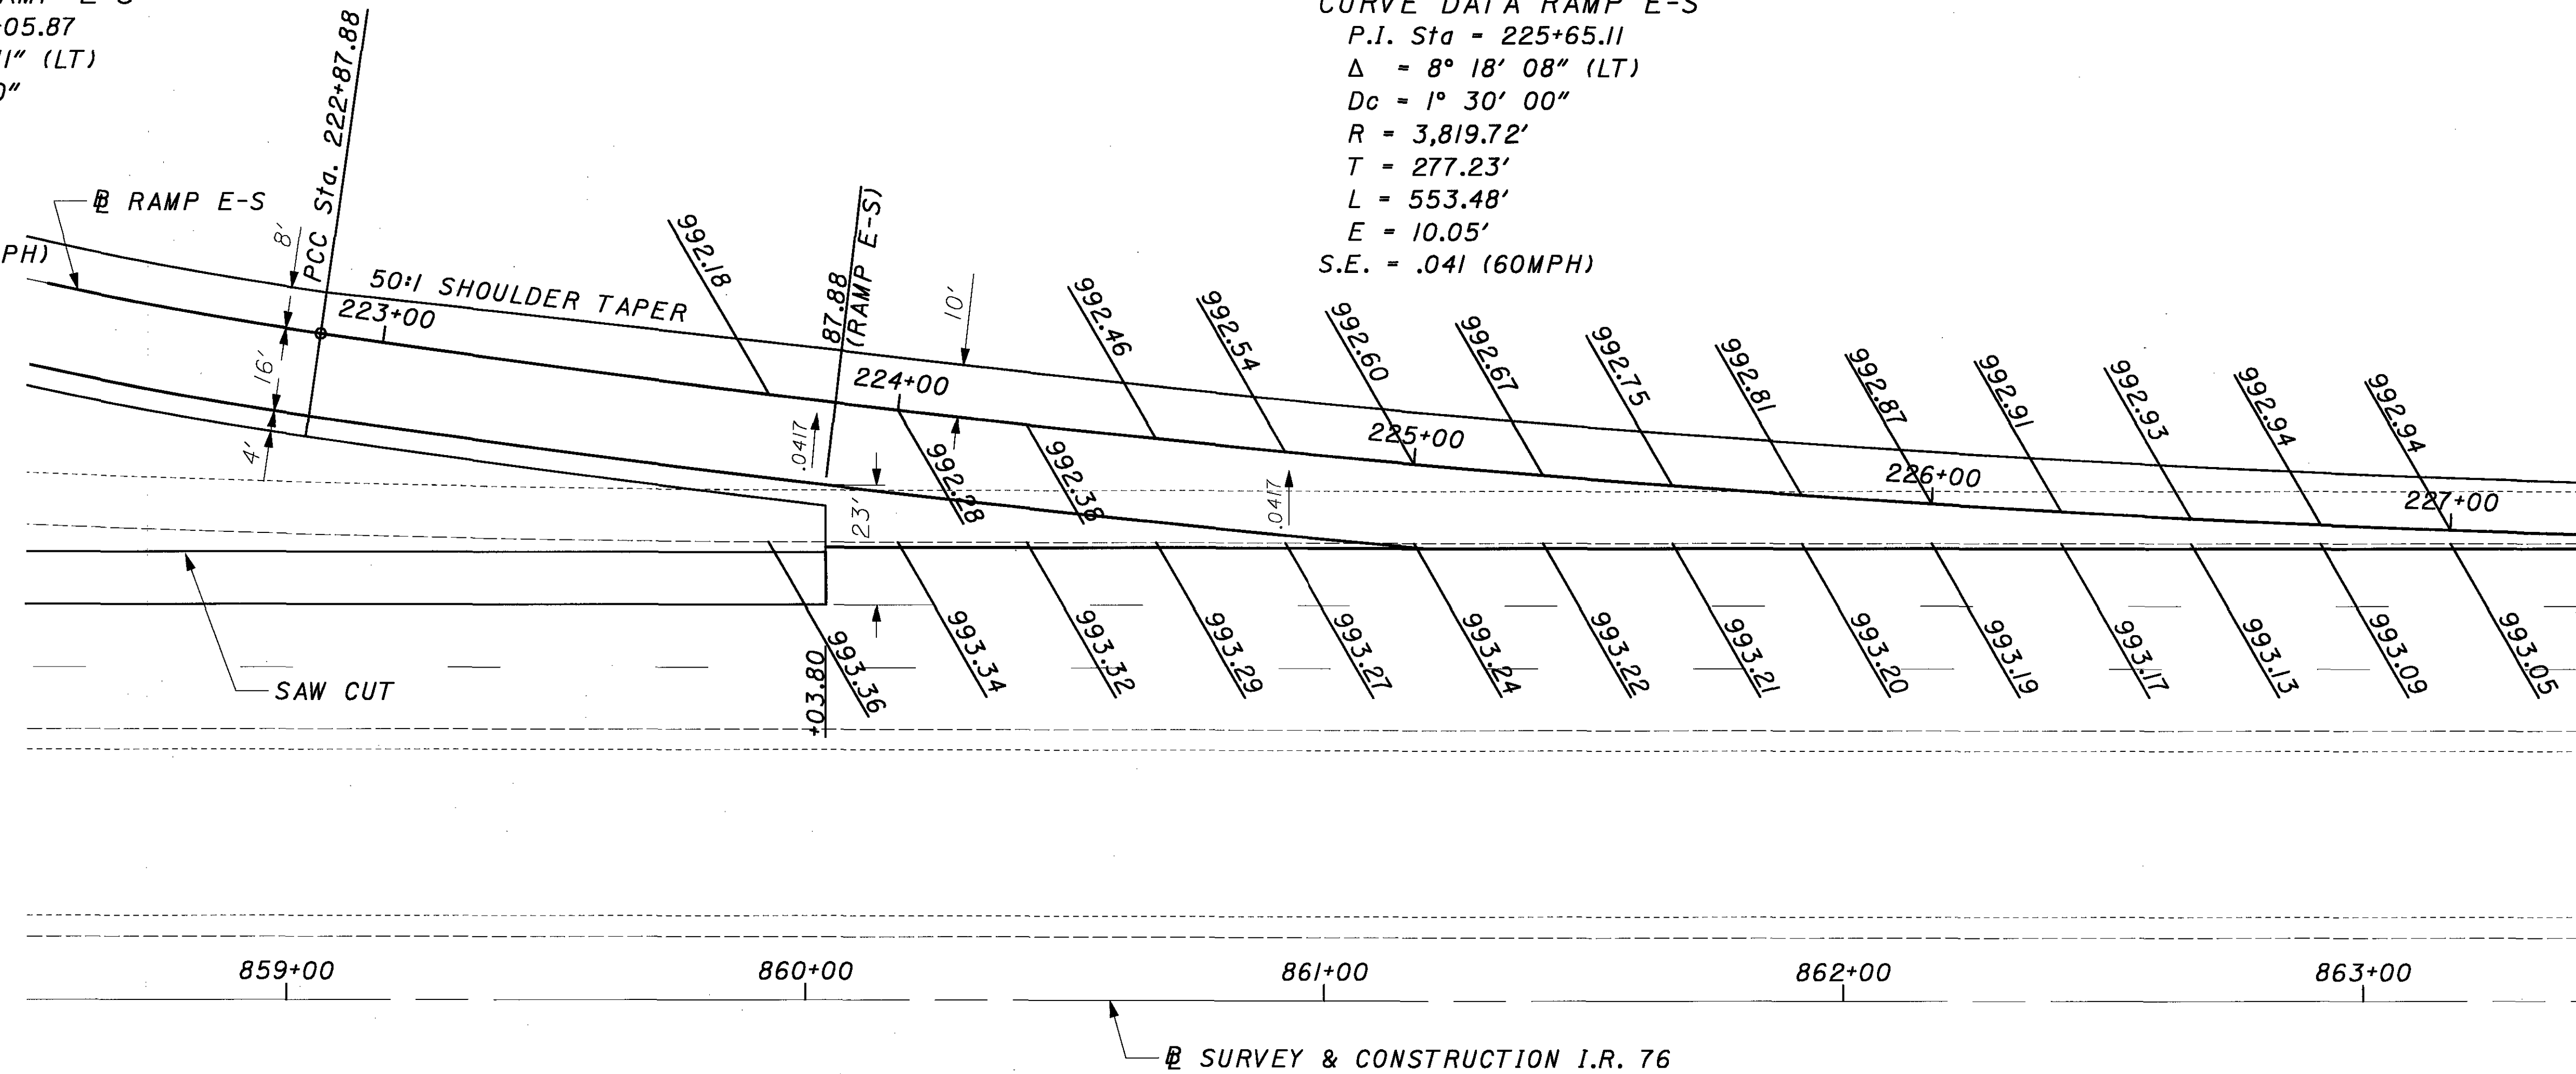 +05.87
11" (LT)
0"
PH)
CURVE DATA RAMP E-S
P.I. Sta = 225+65.11
Δ = 8° 18' 08" (LT)
Dc = 1° 30' 00"
R = 3,819.72'
T = 277.23'
L = 553.48'
E = 10.05'
S.E. = .041 (60MPH)
PCC Sta. 222+87.88
℄ RAMP E-S
8'
16'
4'
50:1 SHOULDER TAPER
223+00
87.88
(RAMP E-S)
10'
224+00
225+00
226+00
227+00
992.18
992.28
992.38
992.46
992.54
992.60
992.67
992.75
992.81
992.87
992.91
992.93
992.94
992.94
.0417
.0417
23'
SAW CUT
+03.80
993.36
993.34
993.32
993.29
993.27
993.24
993.22
993.21
993.20
993.19
993.17
993.13
993.09
993.05
859+00
860+00
861+00
862+00
863+00
℄ SURVEY & CONSTRUCTION I.R. 76